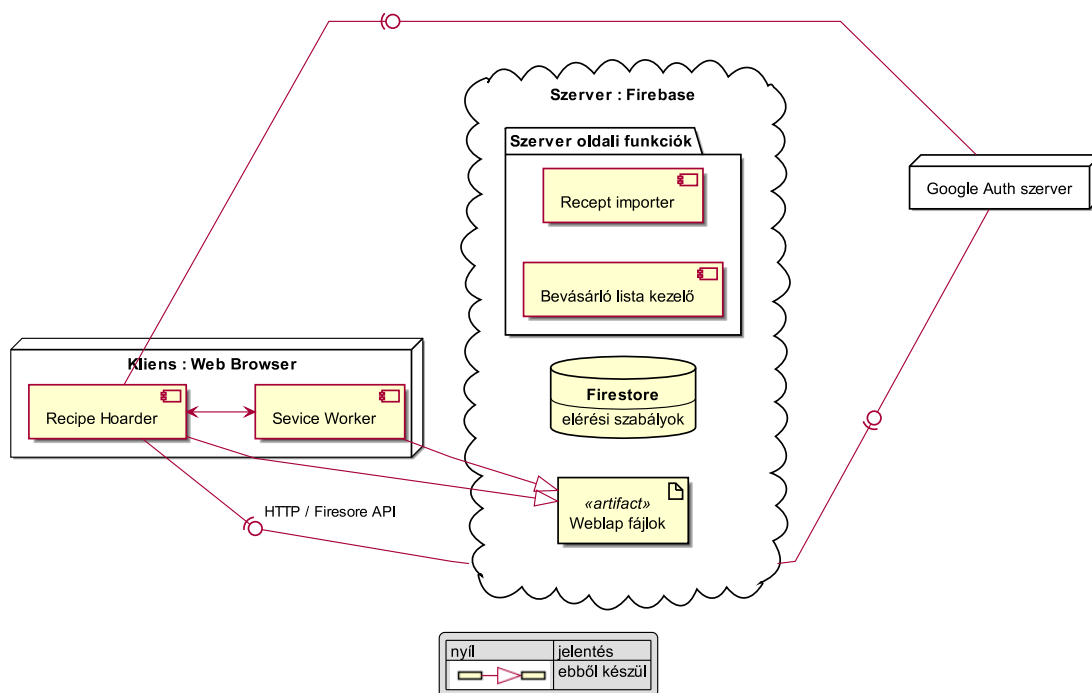 Szerver : Firebase
Szerver oldali funkciók
Recept importer
Google Auth szerver
Bevásárló lista kezelő
Kliens : Web Browser
Recipe Hoarder
Sevice Worker
Firestore
elérési szabályok
«artifact»
Weblap fájlok
HTTP / Firesore API
nyíl jelentés
ebből készül